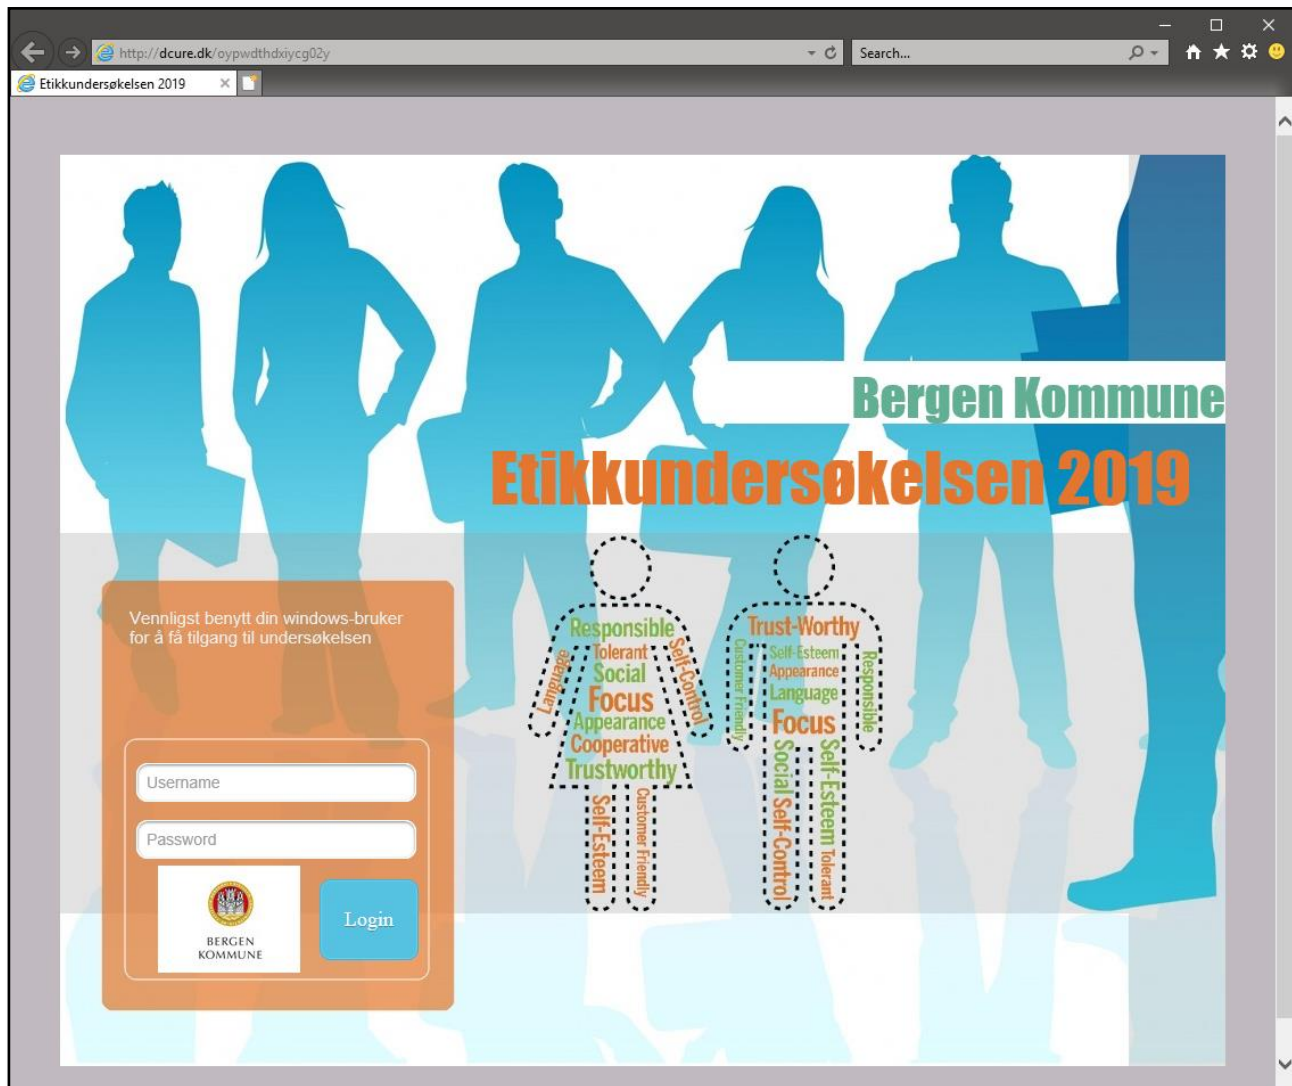 http://dcure.dk/oypwdthdxiycg02y
Search...
Etikkundersøkelsen 2019
Bergen Kommune
Etikkundersøkelsen 2019
Vennligst benytt din windows-bruker
for å få tilgang til undersøkelsen
Username
Password
BERGEN
KOMMUNE
Login
Responsible
Language
Tolerant
Self-Control
Social
Focus
Appearance
Cooperative
Trustworthy
Self-Esteem
Customer Friendly
Trust-Worthy
Customer Friendly
Self-Esteem
Appearance
Responsible
Language
Focus
Social
Self-Esteem
Self-Control
Tolerant